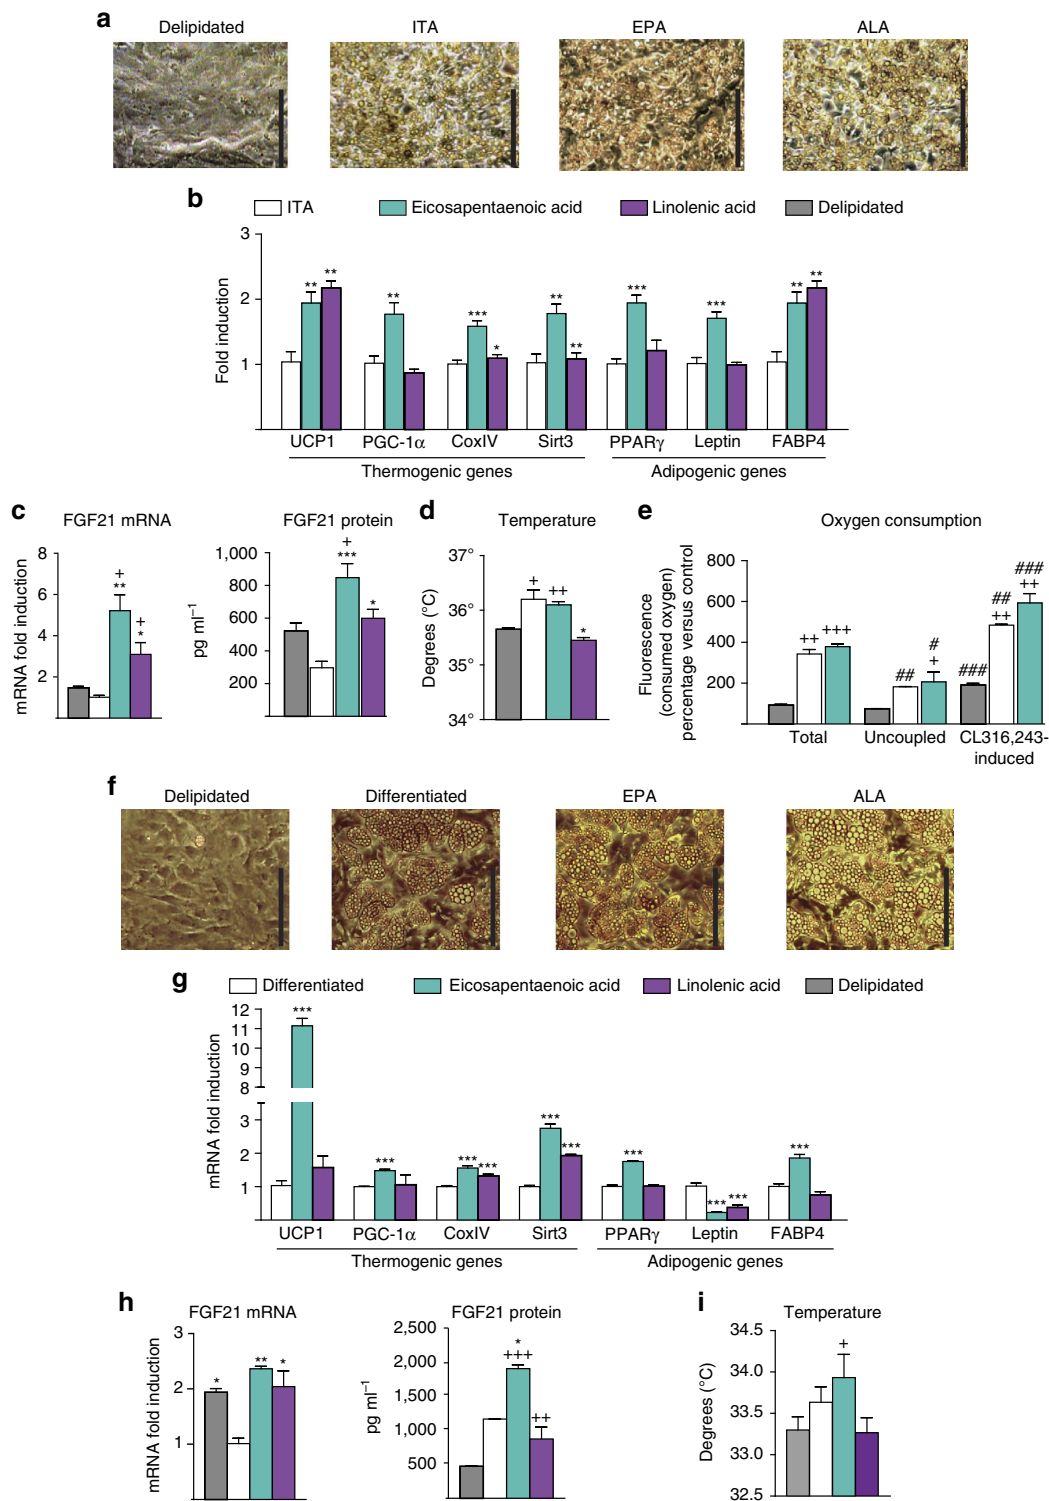 a
Delipidated ITA EPA ALA
b
ITA Eicosapentaenoic acid Linolenic acid Delipidated
Fold induction
3
2
1
** ** ** *** * ** ** *** *** ** **
UCP1 PGC-1α CoxIV Sirt3 PPARγ Leptin FABP4
Thermogenic genes Adipogenic genes
c
FGF21 mRNA
mRNA fold induction
8
6
4
2
+
**
+
*
FGF21 protein
pg ml⁻¹
1,000
800
600
400
200
+
***
*
d
Temperature
Degrees (°C)
37°
36°
35°
34°
+ ++ *
e
Oxygen consumption
Fluorescence
(consumed oxygen)
percentage versus control
800
600
400
200
++ +++
## #
+
### ##
++
###
++
Total Uncoupled CL316,243-
induced
f
Delipidated Differentiated EPA ALA
g
Differentiated Eicosapentaenoic acid Linolenic acid Delipidated
mRNA fold induction
12
11
10
9
8
3
2
1
*** *** *** *** *** *** *** *** *** ***
UCP1 PGC-1α CoxIV Sirt3 PPARγ Leptin FABP4
Thermogenic genes Adipogenic genes
h
FGF21 mRNA
mRNA fold induction
3
2
1
* ** *
FGF21 protein
pg ml⁻¹
2,500
2,000
1,500
1,000
500
*
+++
++
i
Temperature
Degrees (°C)
34.5
34.0
33.5
33.0
32.5
+